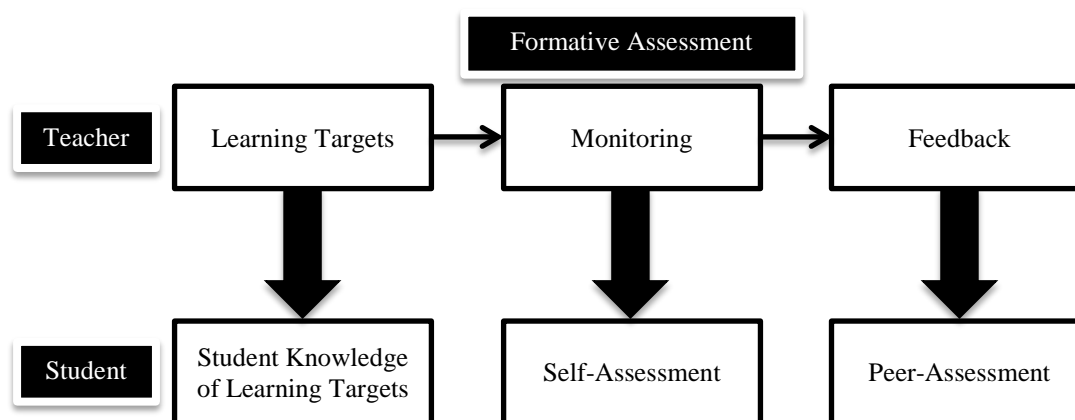 Formative Assessment
Teacher
Learning Targets
Monitoring
Feedback
Student
Student Knowledge
of Learning Targets
Self-Assessment
Peer-Assessment